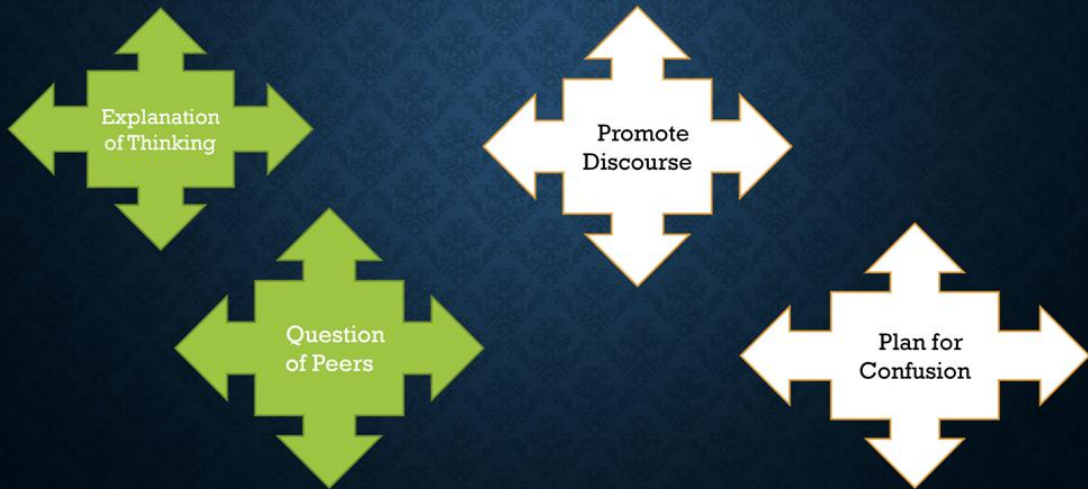 Explanation
of Thinking
Promote
Discourse
Question
of Peers
Plan for
Confusion